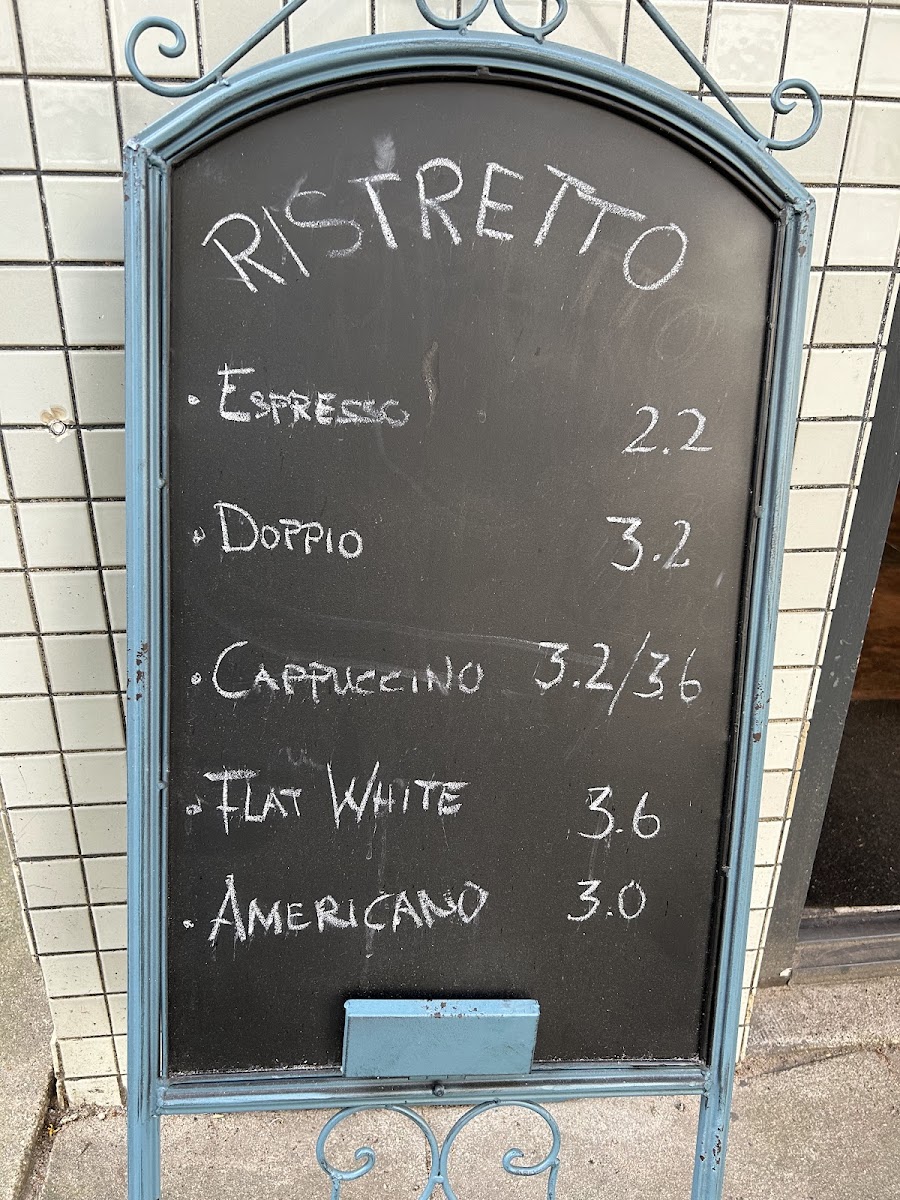 RISTRETTO
· ESPRESSO 2.2
· DOPPIO 3.2
· CAPPUCCINO 3.2/3.6
· FLAT WHITE 3.6
· AMERICANO 3.0